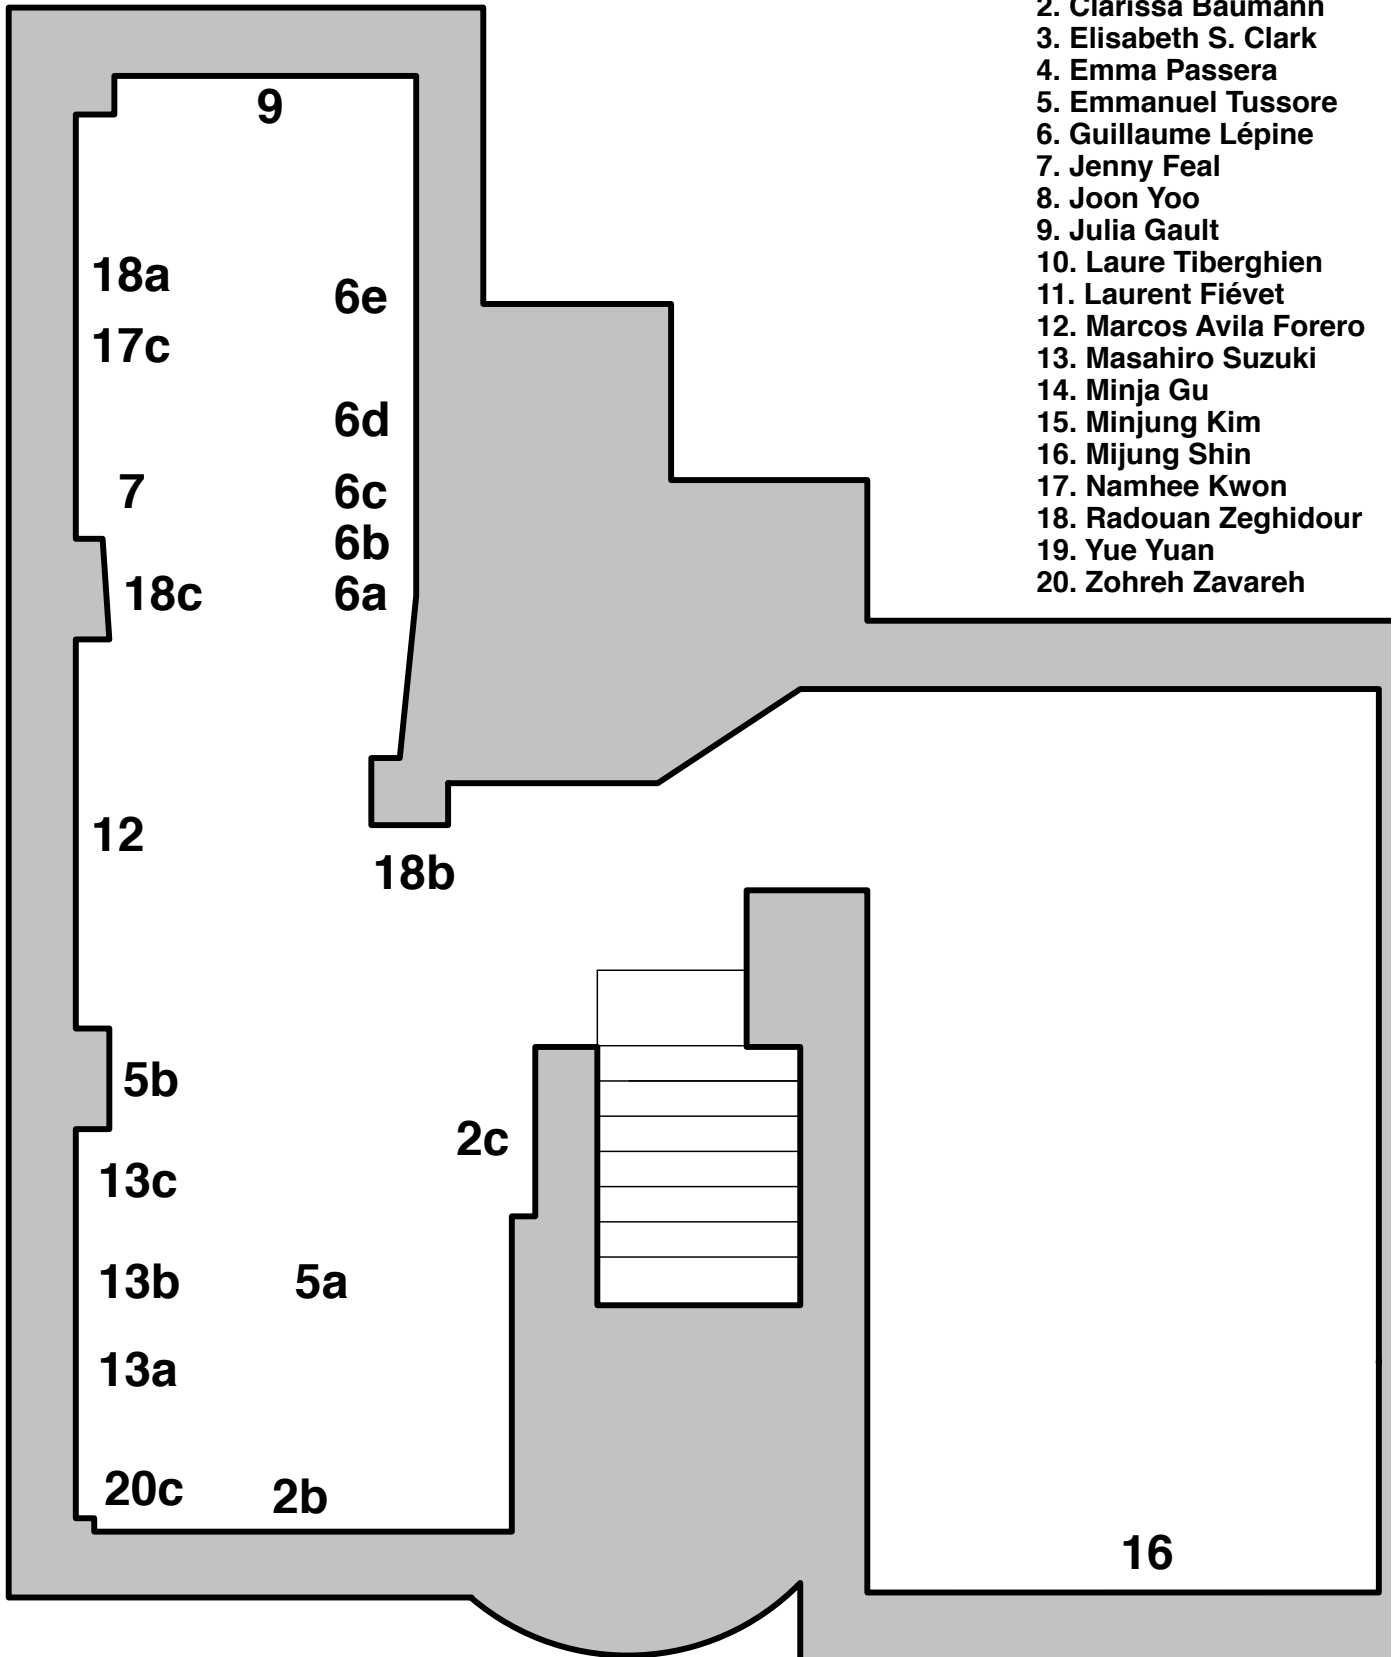 2. Clarissa Baumann
3. Elisabeth S. Clark
4. Emma Passera
5. Emmanuel Tussore
6. Guillaume Lépine
7. Jenny Feal
8. Joon Yoo
9. Julia Gault
10. Laure Tiberghien
11. Laurent Fiévet
12. Marcos Avila Forero
13. Masahiro Suzuki
14. Minja Gu
15. Minjung Kim
16. Mijung Shin
17. Namhee Kwon
18. Radouan Zeghidour
19. Yue Yuan
20. Zohreh Zavareh
9
18a
6e
17c
6d
7
6c
6b
18c
6a
12
18b
5b
2c
13c
13b
5a
13a
20c
2b
16